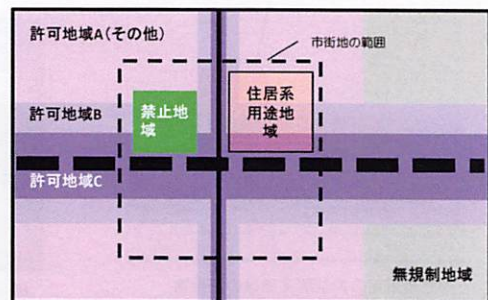 許可地域A(その他)
市街地の範囲
住居系
用途地
域
許可地域B
禁止地
域
許可地域C
無規制地域